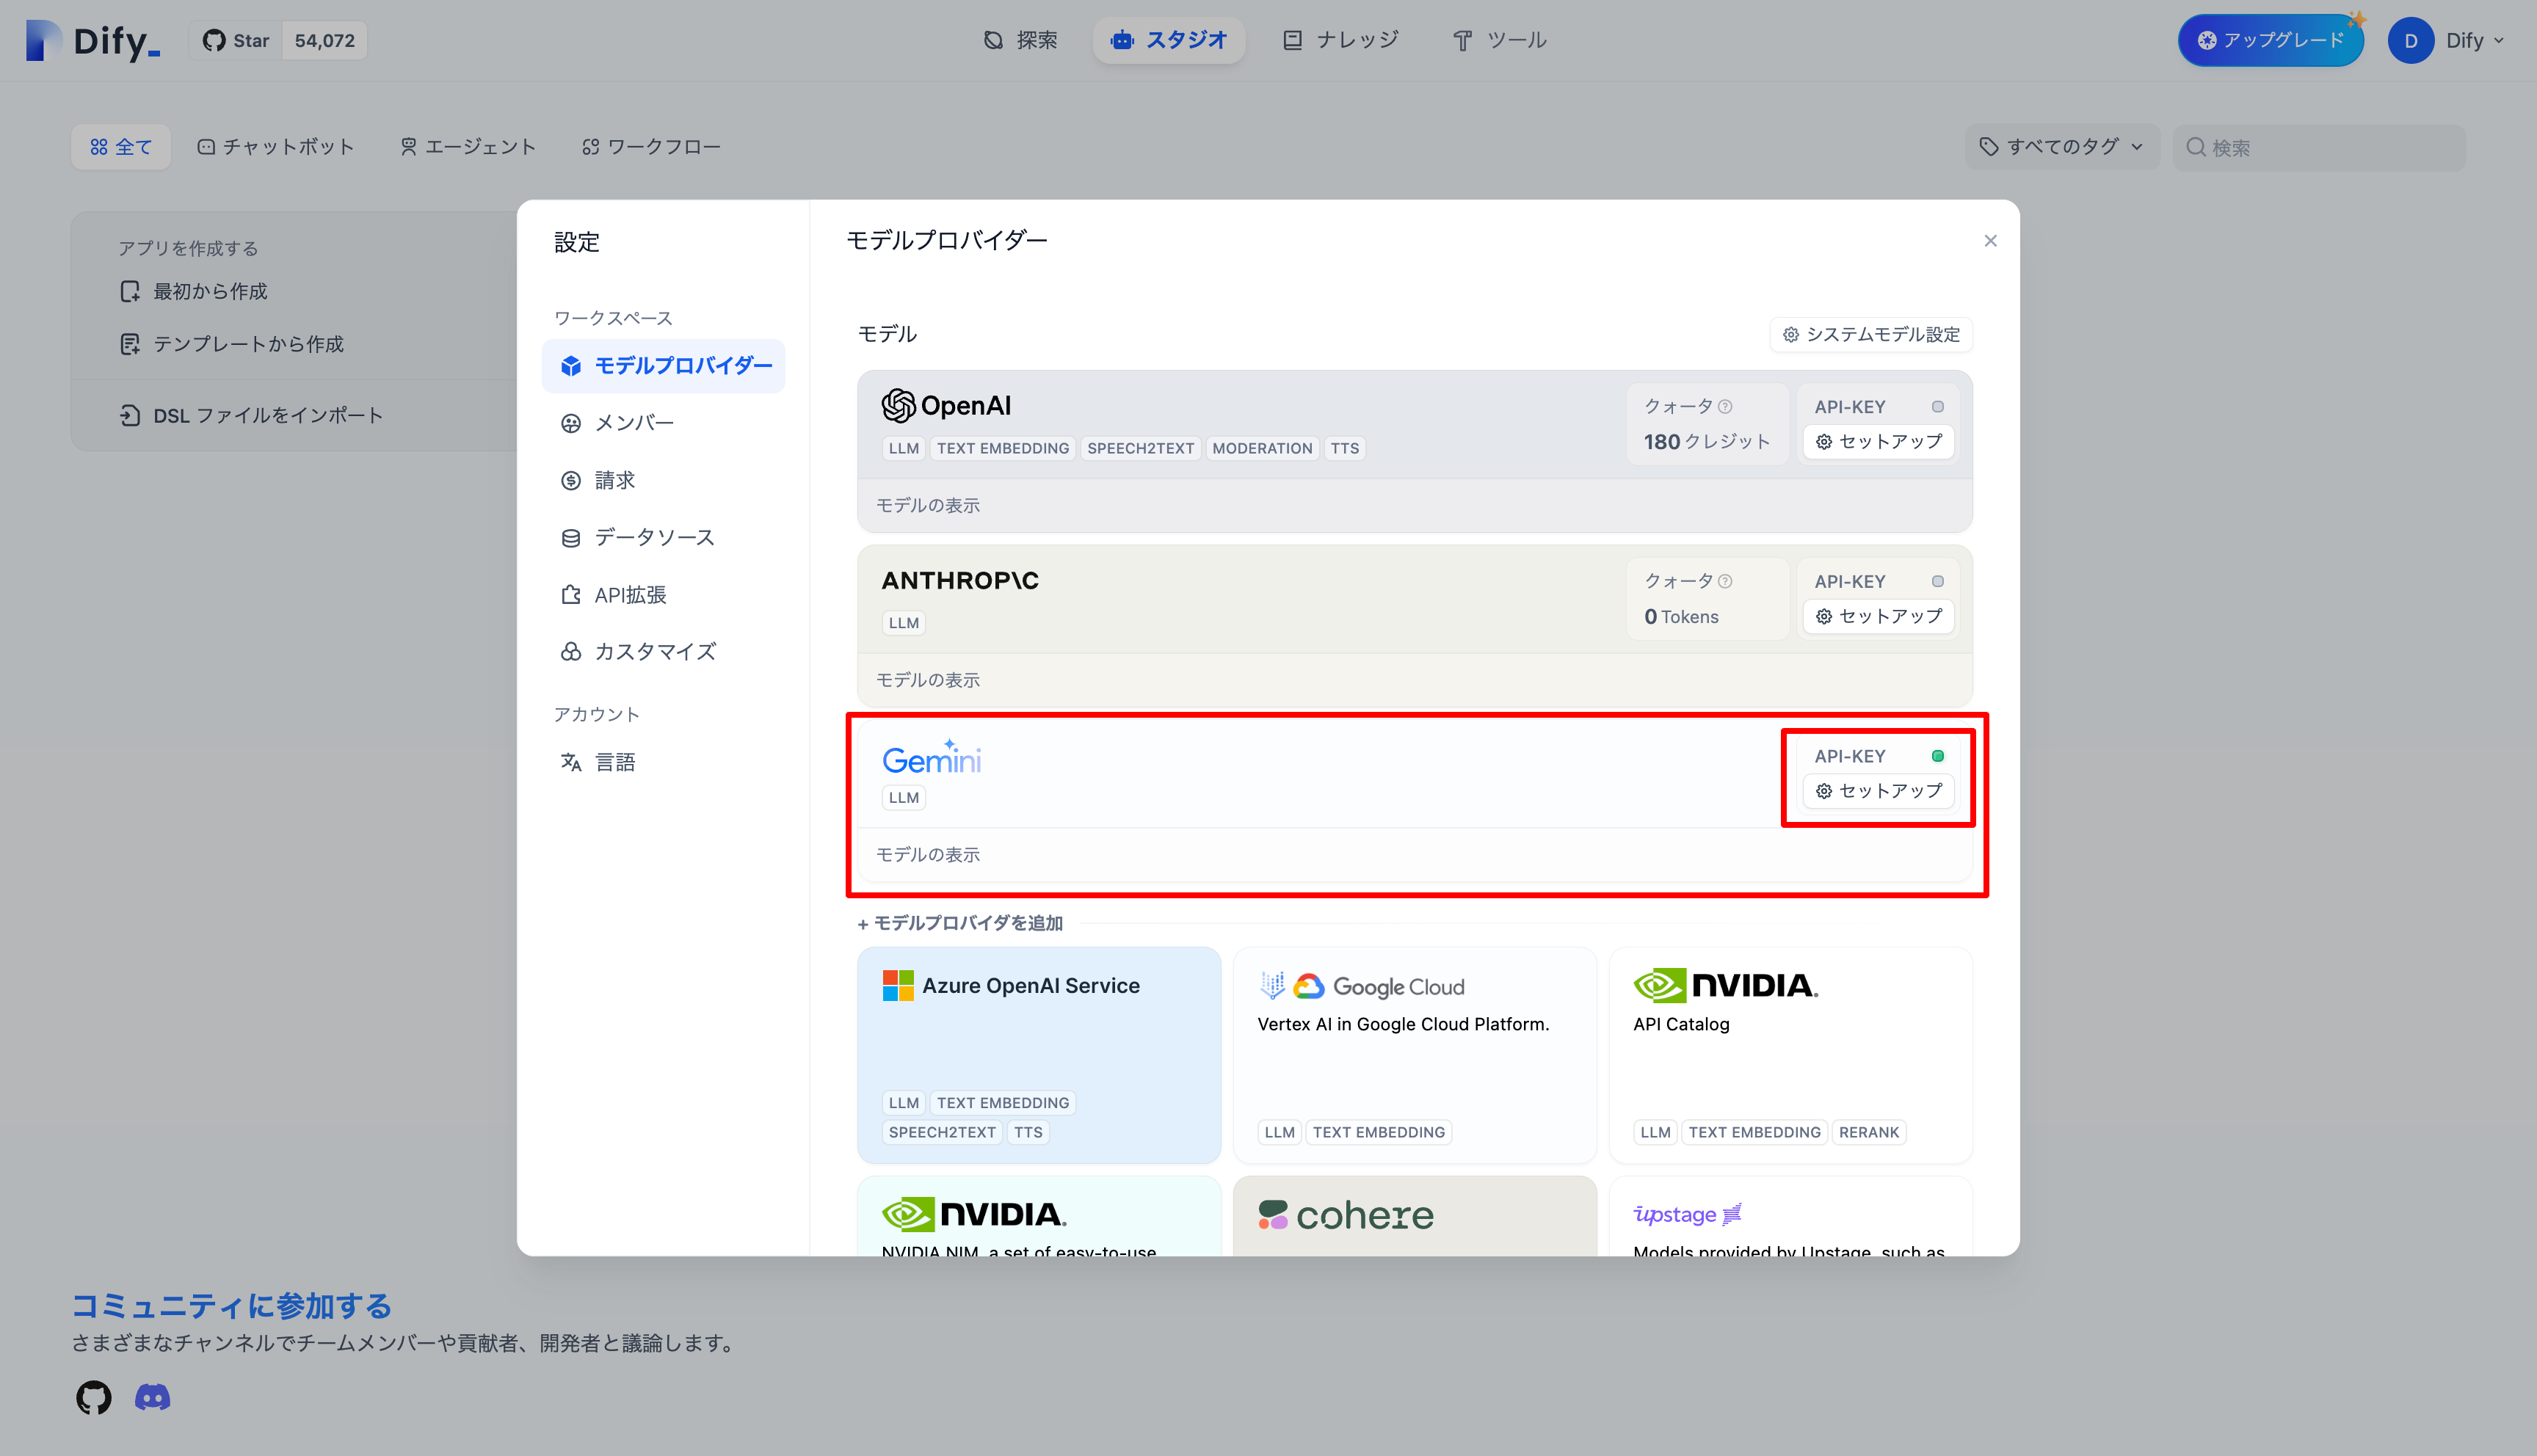 Dify_
Star 54,072
探索
スタジオ
ナレッジ
ツール
アップグレード
D Dify
全て
チャットボット
エージェント
ワークフロー
すべてのタグ
検索
アプリを作成する
最初から作成
テンプレートから作成
DSL ファイルをインポート
設定
ワークスペース
モデルプロバイダー
メンバー
請求
データソース
API拡張
カスタマイズ
アカウント
言語
モデルプロバイダー
モデル
システムモデル設定
OpenAI
LLM TEXT EMBEDDING SPEECH2TEXT MODERATION TTS
クォータ
180 クレジット
API-KEY
セットアップ
モデルの表示
ANTHROP\C
LLM
クォータ
0 Tokens
API-KEY
セットアップ
モデルの表示
Gemini
LLM
API-KEY
セットアップ
モデルの表示
+ モデルプロバイダを追加
Azure OpenAI Service
LLM TEXT EMBEDDING
SPEECH2TEXT TTS
Google Cloud
Vertex AI in Google Cloud Platform.
LLM TEXT EMBEDDING
NVIDIA.
API Catalog
LLM TEXT EMBEDDING RERANK
NVIDIA.
NVIDIA NIM, a set of easy-to-use
cohere
upstage
Models provided by Upstage, such as
コミュニティに参加する
さまざまなチャンネルでチームメンバーや貢献者、開発者と議論します。